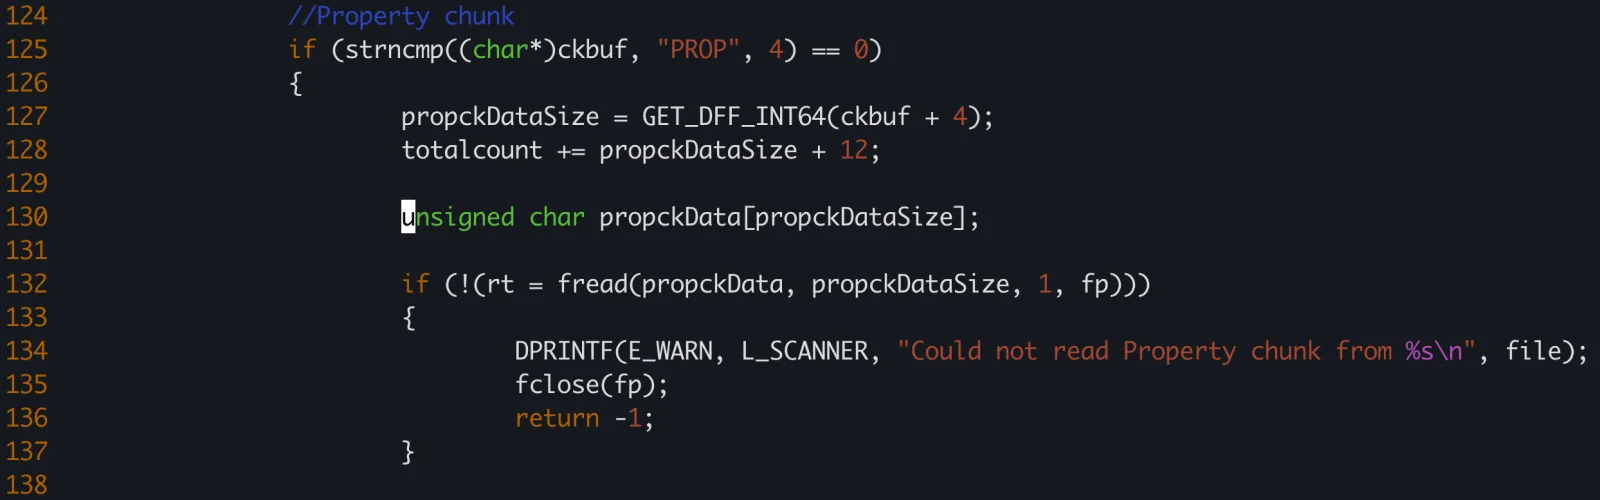 124 //Property chunk
125 if (strncmp((char*)ckbuf, "PROP", 4) == 0)
126 {
127 propckDataSize = GET_DFF_INT64(ckbuf + 4);
128 totalcount += propckDataSize + 12;
129
130 unsigned char propckData[propckDataSize];
131
132 if (!(rt = fread(propckData, propckDataSize, 1, fp)))
133 {
134 DPRINTF(E_WARN, L_SCANNER, "Could not read Property chunk from %s\n", file);
135 fclose(fp);
136 return -1;
137 }
138